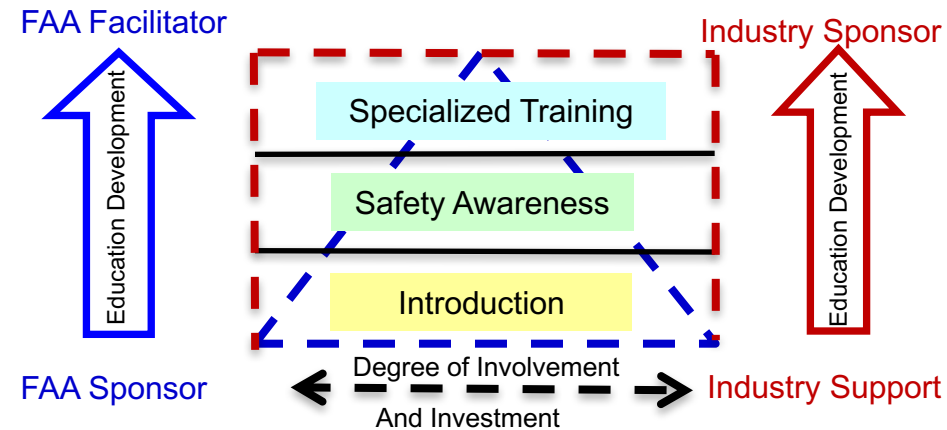 FAA Facilitator
Industry Sponsor
Education Development
Specialized Training
Education Development
Safety Awareness
Introduction
Degree of Involvement
FAA Sponsor
Industry Support
And Investment